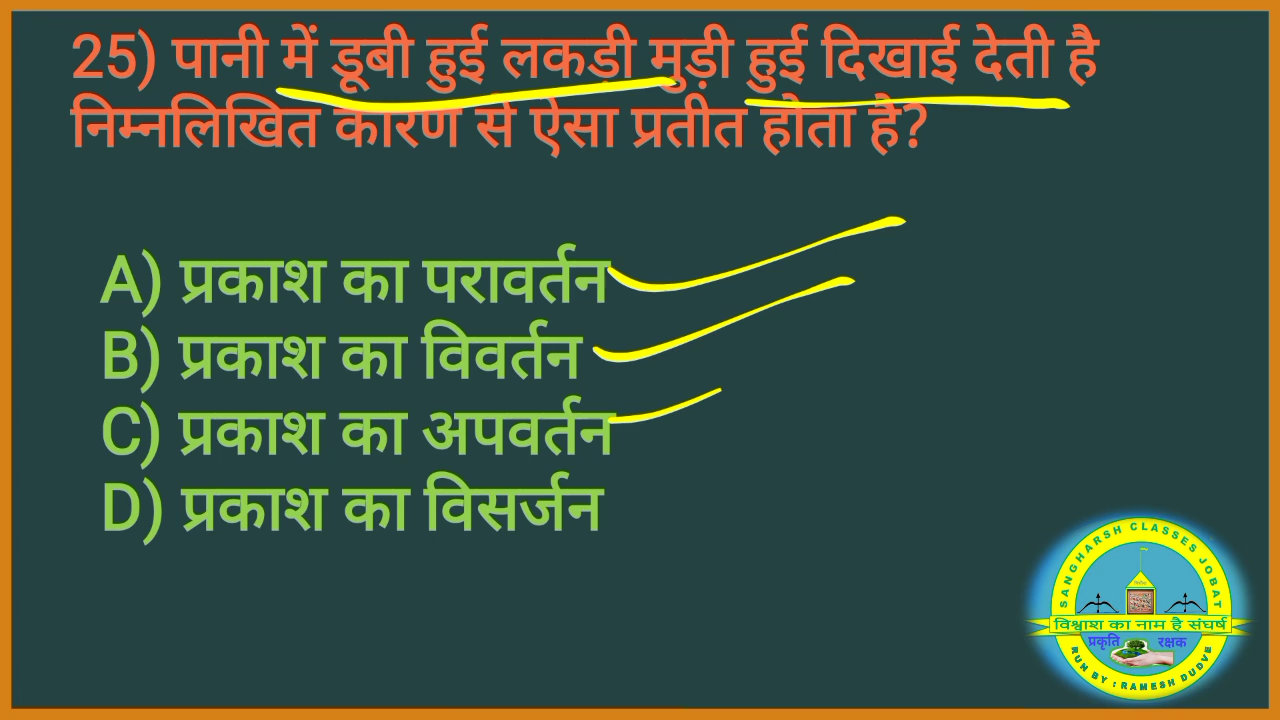 25) पानी में डूबी हुई लकडी मुड़ी हुई दिखाई देती है
निम्नलिखित कारण से ऐसा प्रतीत होता है?
A) प्रकाश का परावर्तन
B) प्रकाश का विवर्तन
C) प्रकाश का अपवर्तन
D) प्रकाश का विसर्जन
SANGHARSH CLASSES JOBAT
विश्वाश का नाम है संघर्ष
प्रकृति रक्षक
RUN BY : RAMESH DUDVE